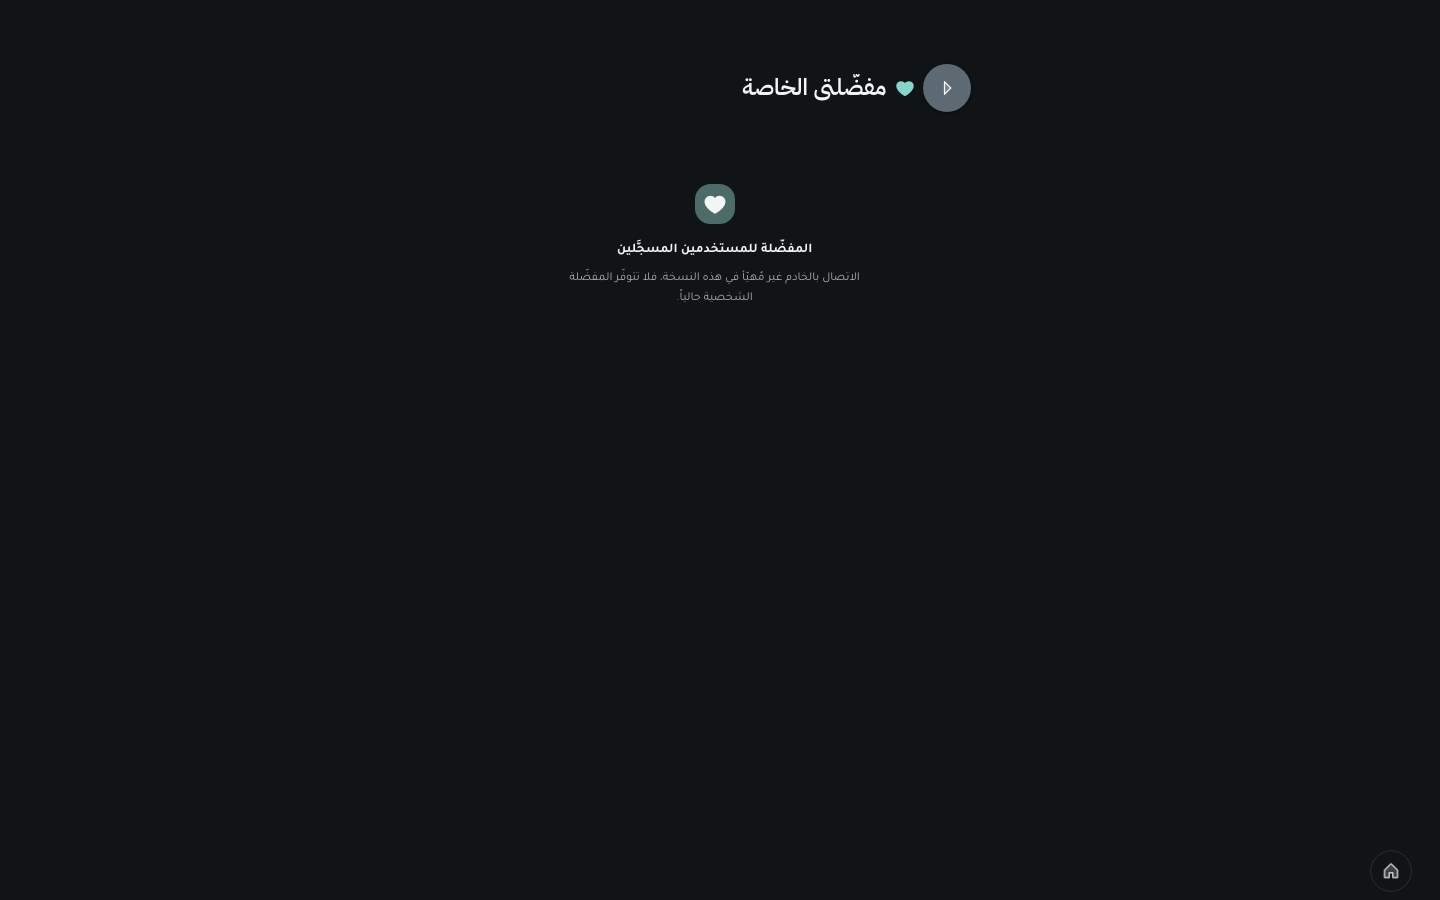 مفضّلتي الخاصة
المفضّلة للمستخدمين المسجَّلين
الاتصال بالخادم غير مُهيّأ في هذه النسخة، فلا تتوفّر المفضّلة
الشخصية حالياً.